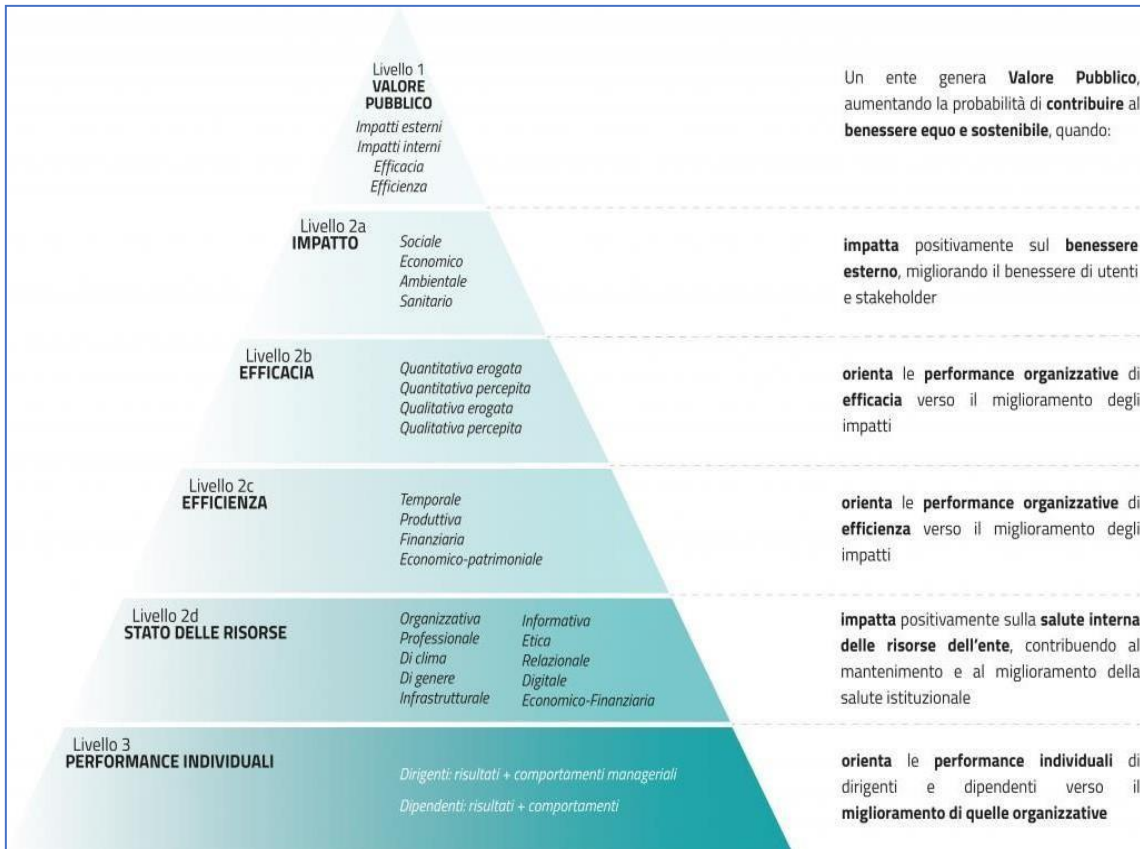 Livello 1
VALORE
PUBBLICO
Impatti esterni
Impatti interni
Efficacia
Efficienza
Un ente genera Valore Pubblico,
aumentando la probabilità di contribuire al
benessere equo e sostenibile, quando:
Livello 2a
IMPATTO
Sociale
Economico
Ambientale
Sanitario
impatta positivamente sul benessere
esterno, migliorando il benessere di utenti
e stakeholder
Livello 2b
EFFICACIA
Quantitativa erogata
Quantitativa percepita
Qualitativa erogata
Qualitativa percepita
orienta le performance organizzative di
efficacia verso il miglioramento degli
impatti
Livello 2c
EFFICIENZA
Temporale
Produttiva
Finanziaria
Economico-patrimoniale
orienta le performance organizzative di
efficienza verso il miglioramento degli
impatti
Livello 2d
STATO DELLE RISORSE
Organizzativa
Professionale
Di clima
Di genere
Infrastrutturale
Informativa
Etica
Relazionale
Digitale
Economico-Finanziaria
impatta positivamente sulla salute interna
delle risorse dell'ente, contribuendo al
mantenimento e al miglioramento della
salute istituzionale
Livello 3
PERFORMANCE INDIVIDUALI
Dirigenti: risultati + comportamenti manageriali
Dipendenti: risultati + comportamenti
orienta le performance individuali di
dirigenti e dipendenti verso il
miglioramento di quelle organizzative